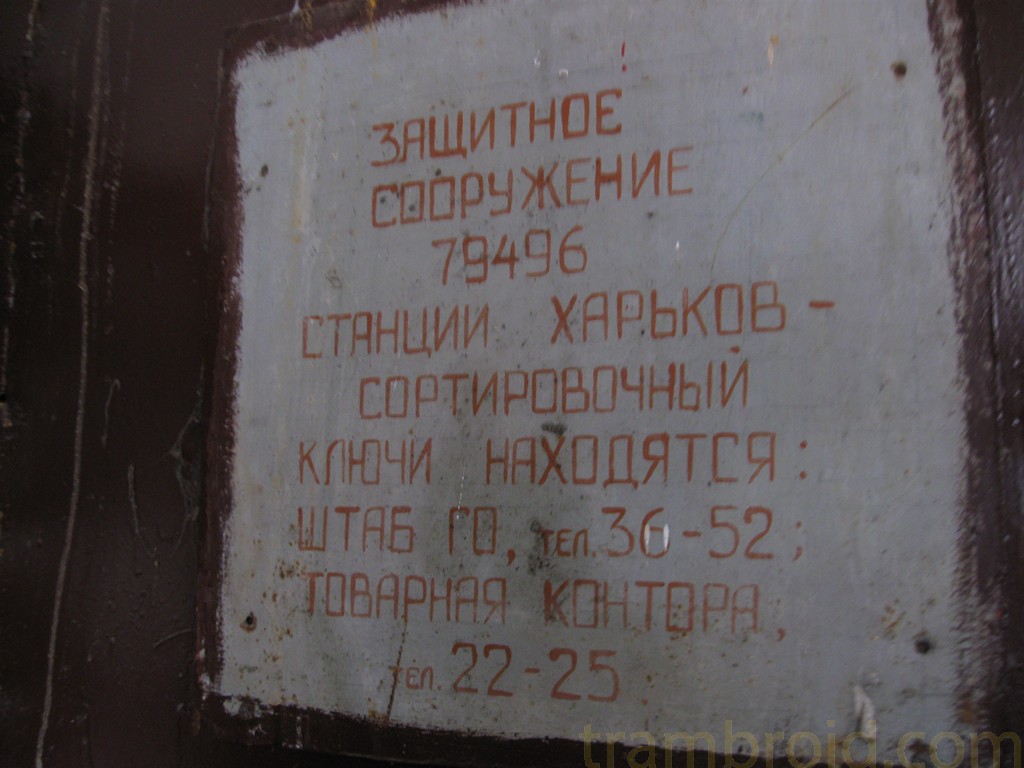 ЗАЩИТНОЕ
СООРУЖЕНИЕ
79496
СТАНЦИИ ХАРЬКОВ -
СОРТИРОВОЧНЫЙ
КЛЮЧИ НАХОДЯТСЯ:
ШТАБ ГО, тел. 36-52;
ТОВАРНАЯ КОНТОРА,
тел. 22-25
trambroid.com